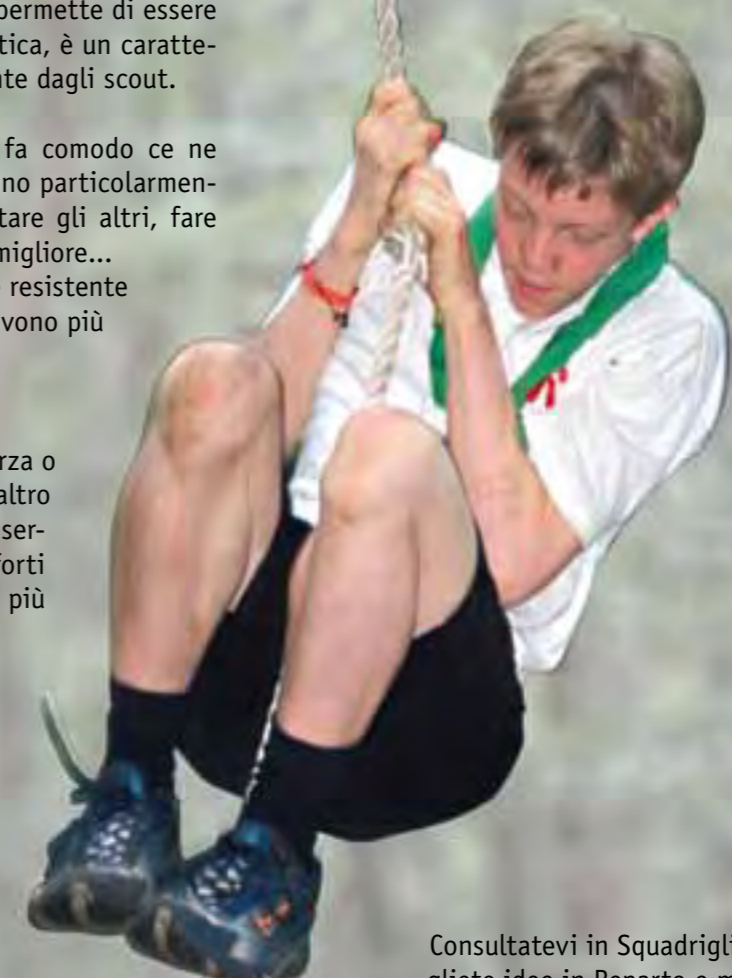 permette di essere
tica, è un caratte-
nte dagli scout.
fa comodo ce ne
no particolarmen-
tare gli altri, fare
migliore...
resistente
vono più
rza o
altro
ser-
forti
più
Consultatevi in Squadrigli